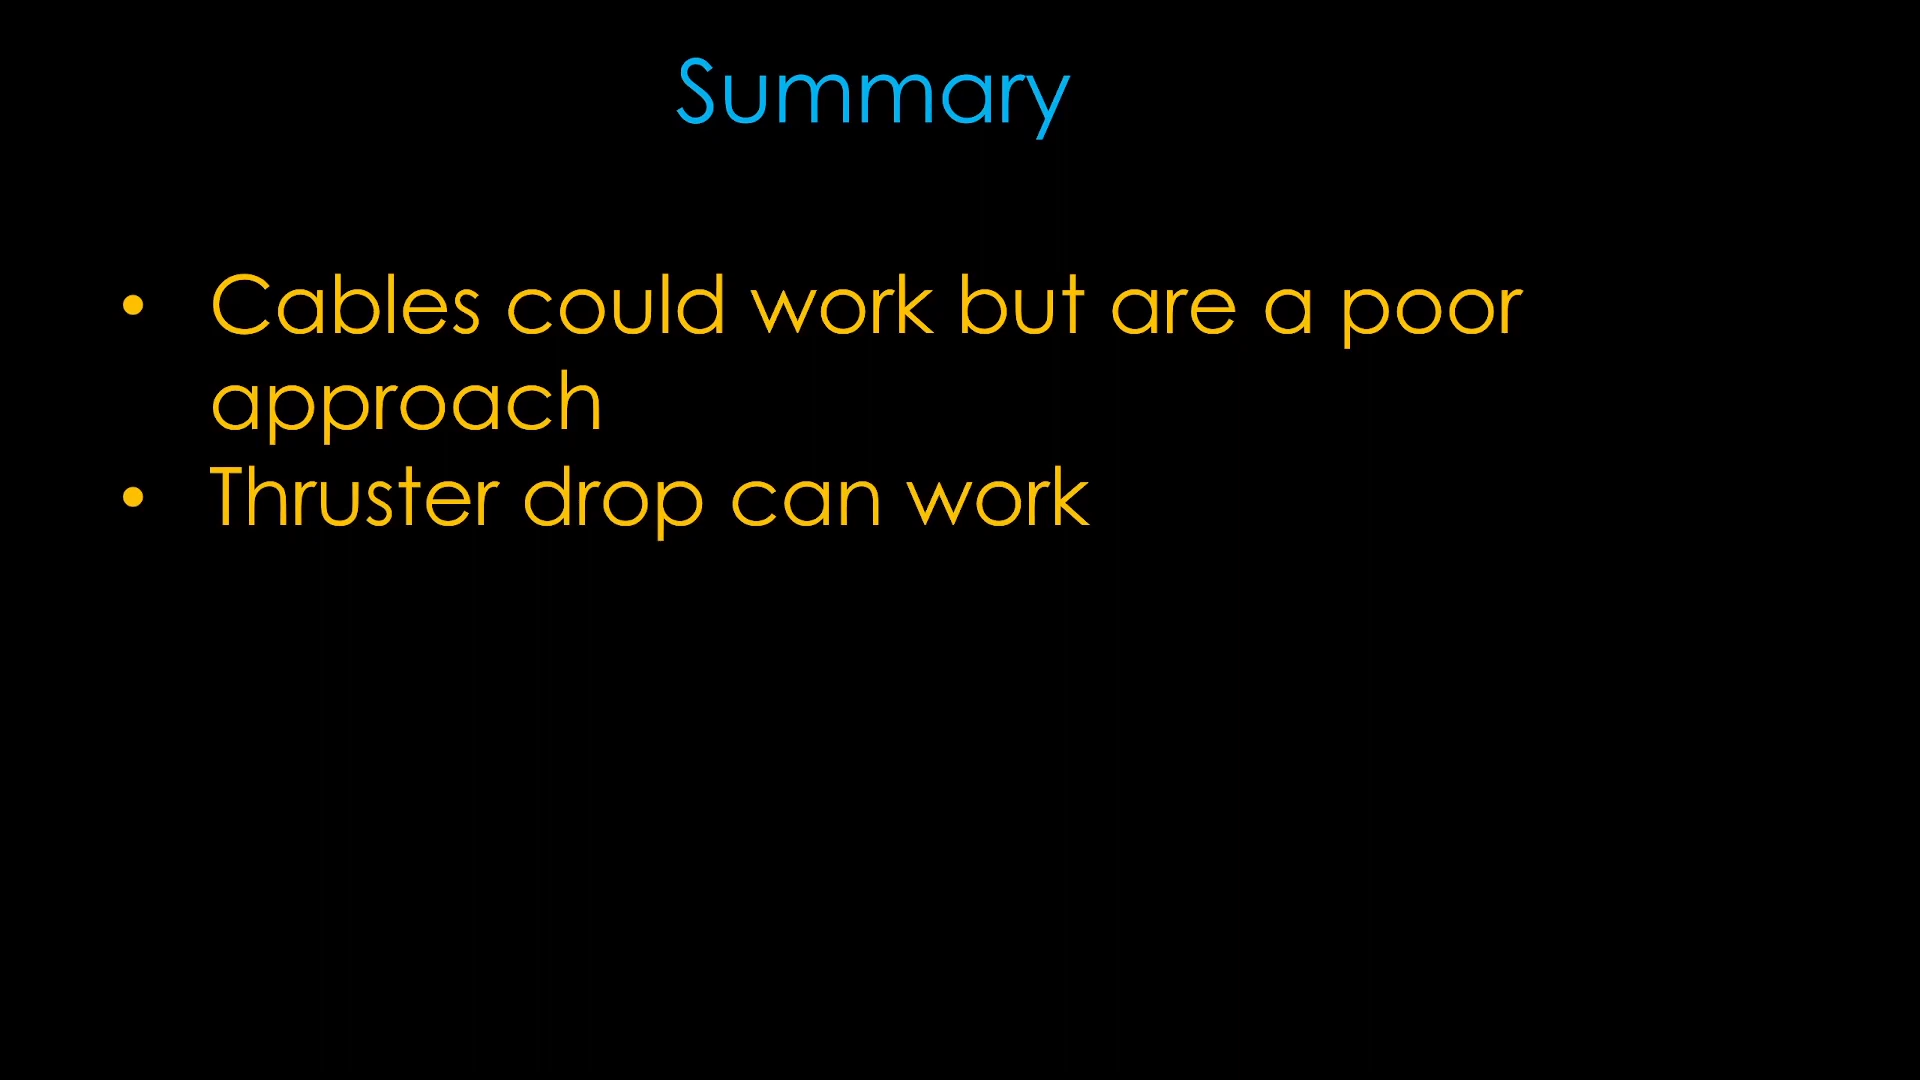 Summary
• Cables could work but are a poor
approach
• Thruster drop can work